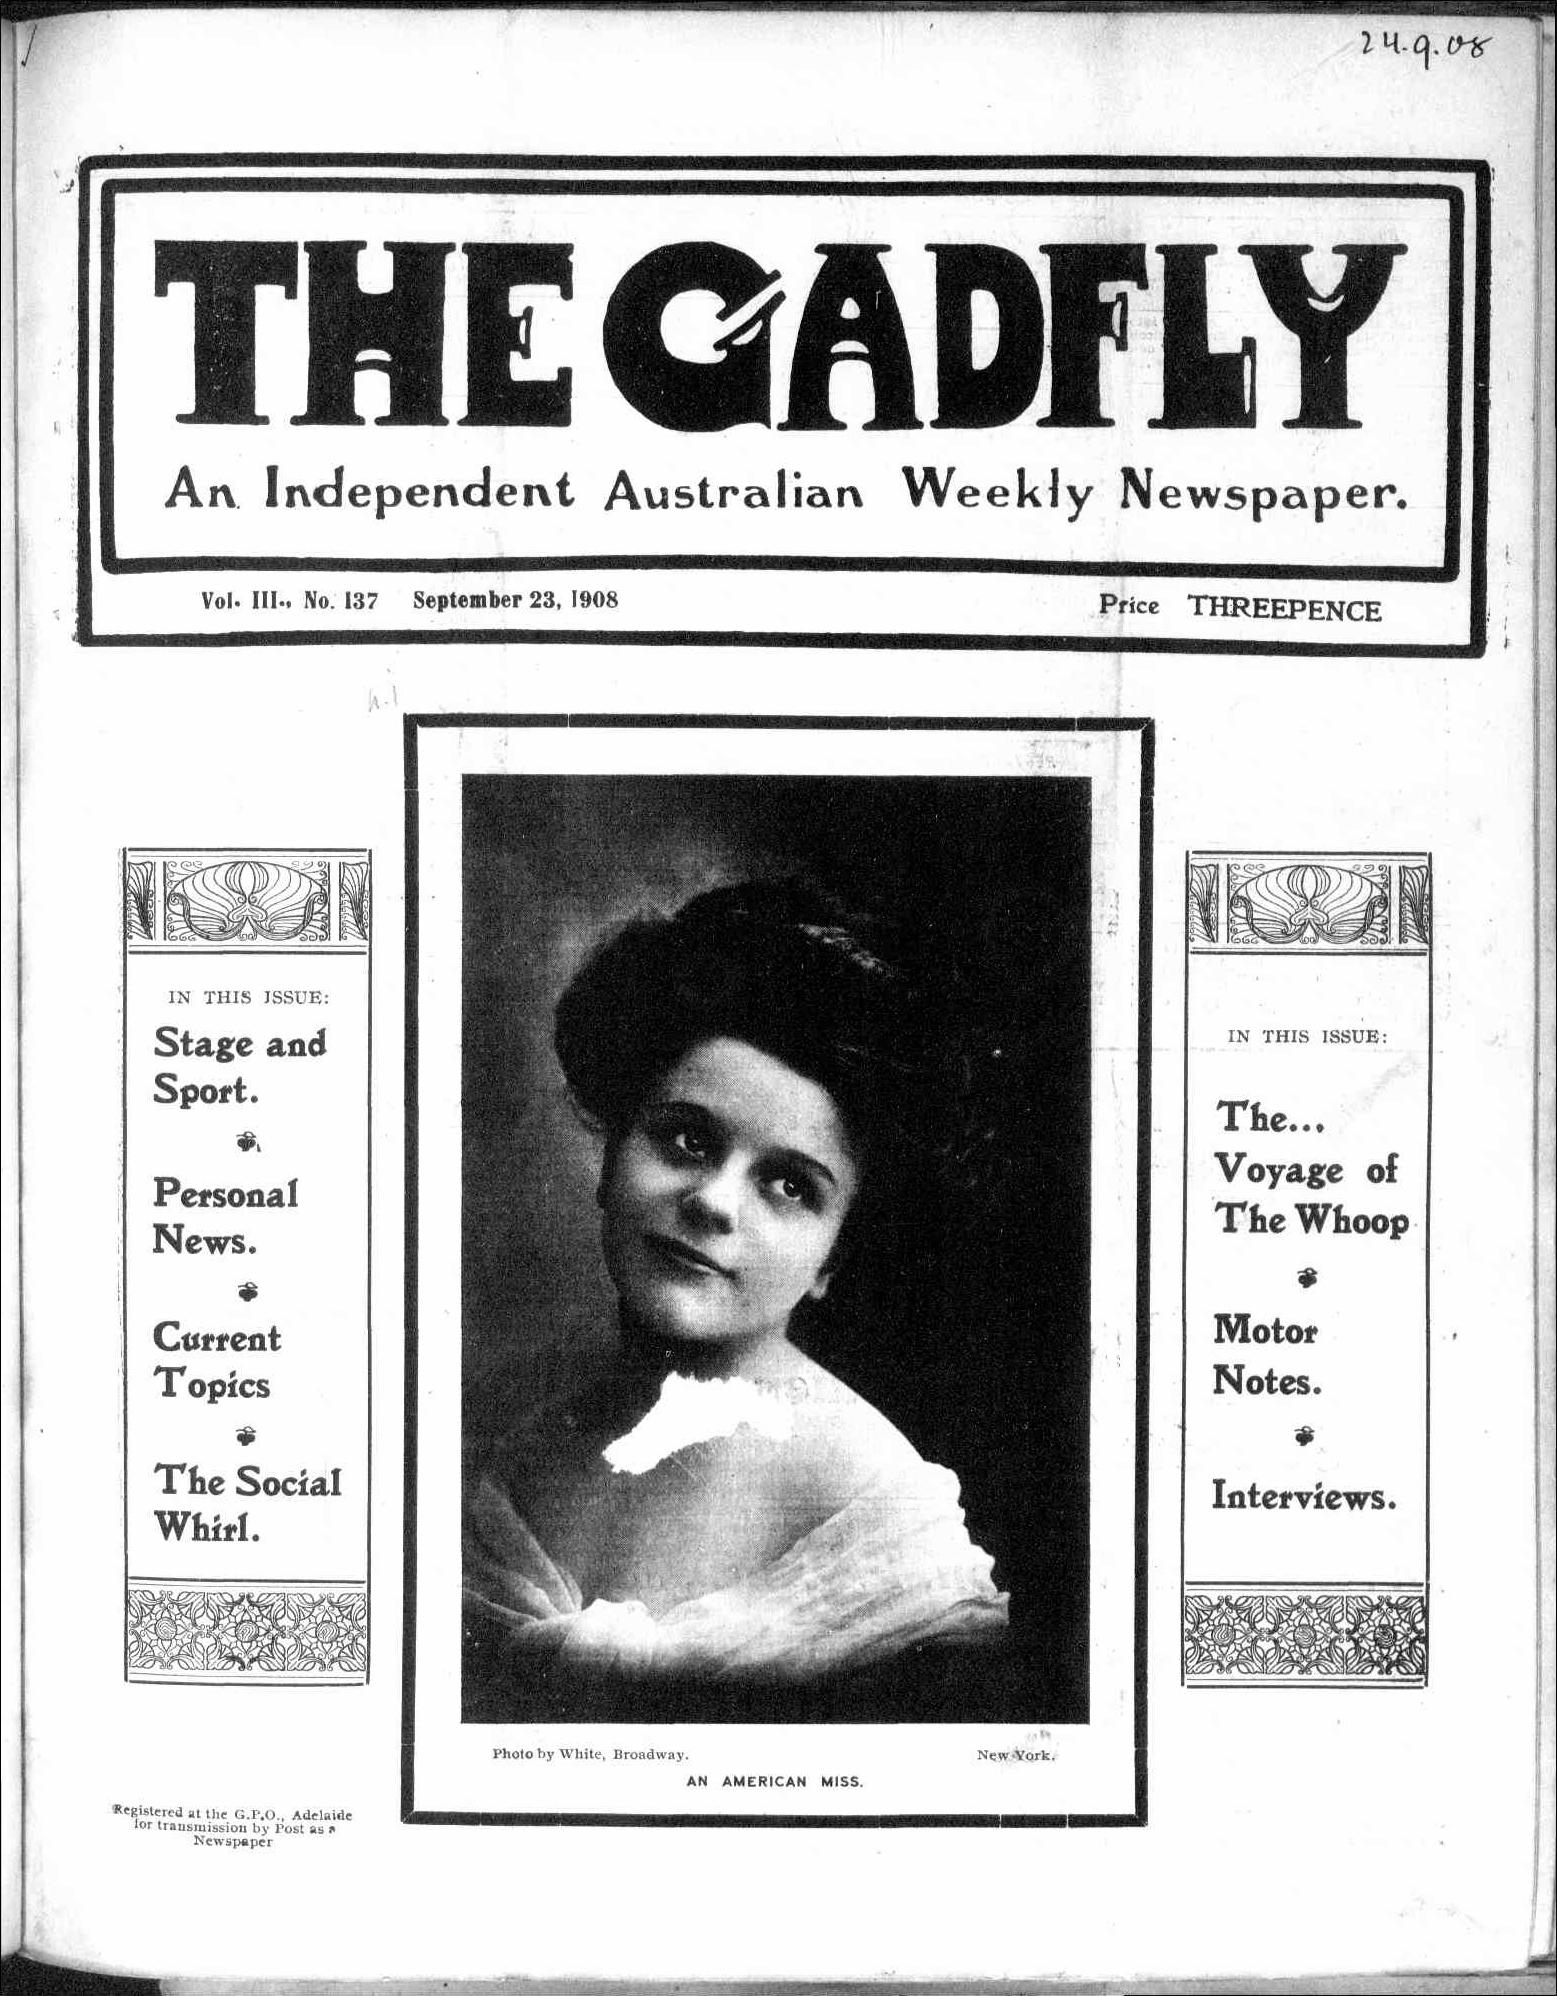 24.9.08
THE GADFLY
An Independent Australian Weekly Newspaper.
Vol. III., No. 137 September 23, 1908 Price THREEPENCE
IN THIS ISSUE:
Stage and
Sport.
Personal
News.
Current
Topics
The Social
Whirl.
Photo by White, Broadway. New York.
AN AMERICAN MISS.
IN THIS ISSUE:
The...
Voyage of
The Whoop
Motor
Notes.
Interviews.
Registered at the G.P.O., Adelaide
for transmission by Post as a
Newspaper